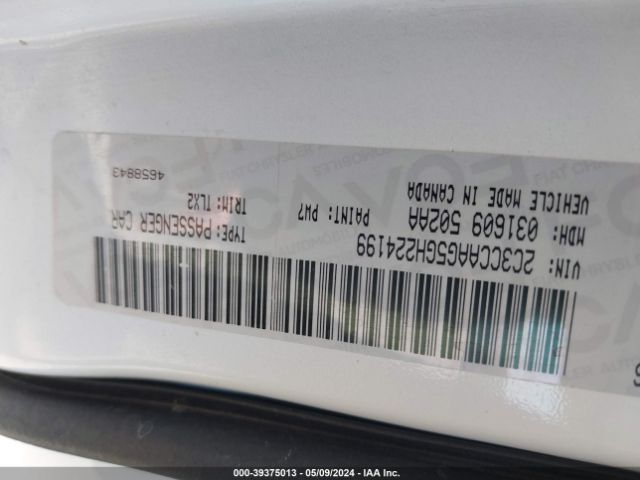 4658843
VEHICLE MADE IN CANADA
MDH: 031609 502AA
PAINT: PW7
TRIM: TLX2
VIN: 2C3CCAAG5GH224199
TYPE: PASSENGER CAR
000-39375013 - 05/09/2024 - IAA Inc.